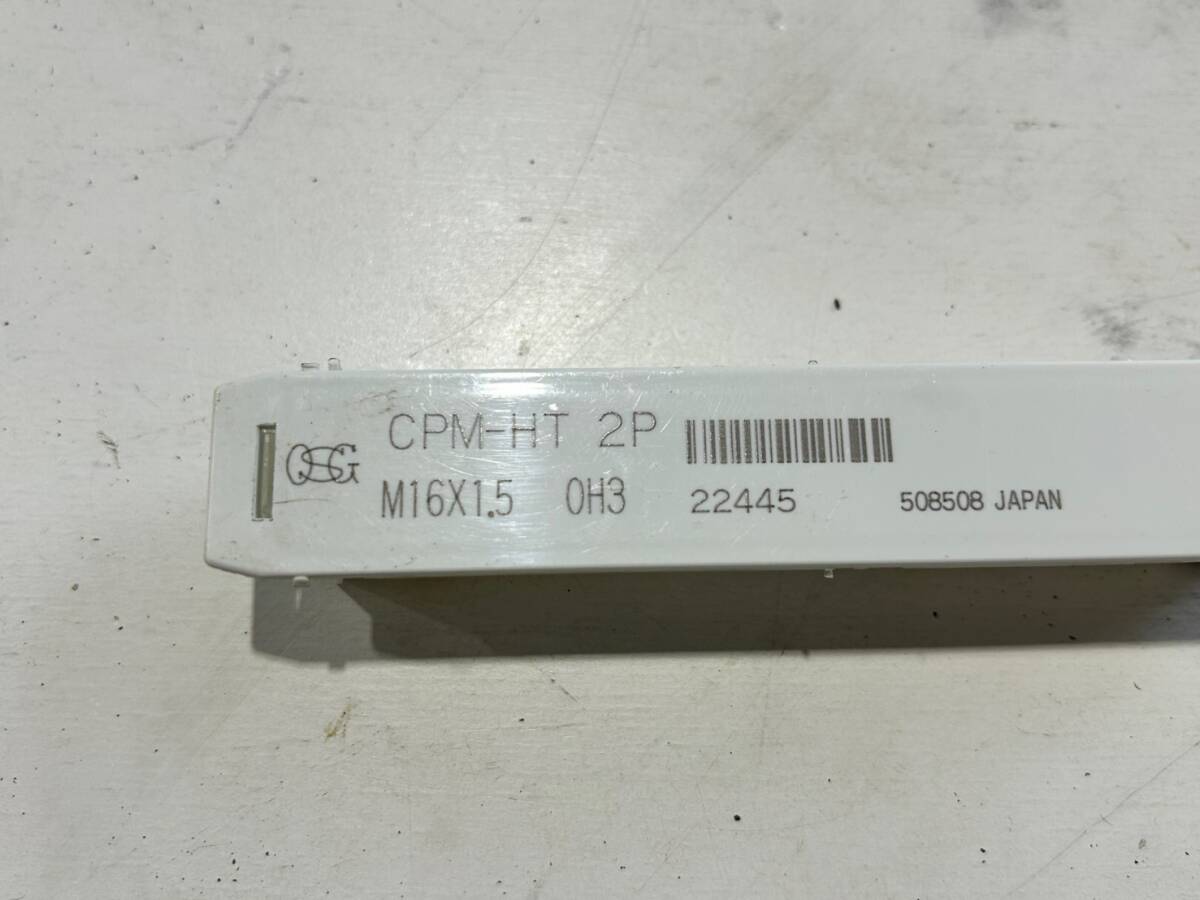 OSG CPM-HT 2P
M16X1.5 OH3 22445 508508 JAPAN